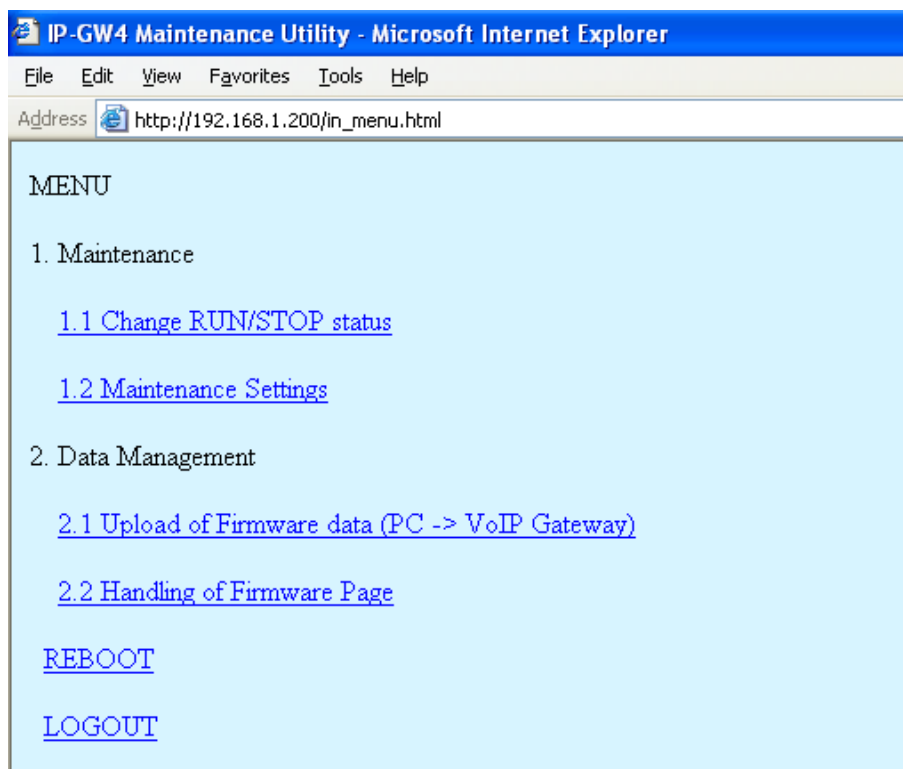 IP-GW4 Maintenance Utility - Microsoft Internet Explorer
File Edit View Favorites Tools Help
Address http://192.168.1.200/in_menu.html
MENU
1. Maintenance
1.1 Change RUN/STOP status
1.2 Maintenance Settings
2. Data Management
2.1 Upload of Firmware data (PC -> VoIP Gateway)
2.2 Handling of Firmware Page
REBOOT
LOGOUT